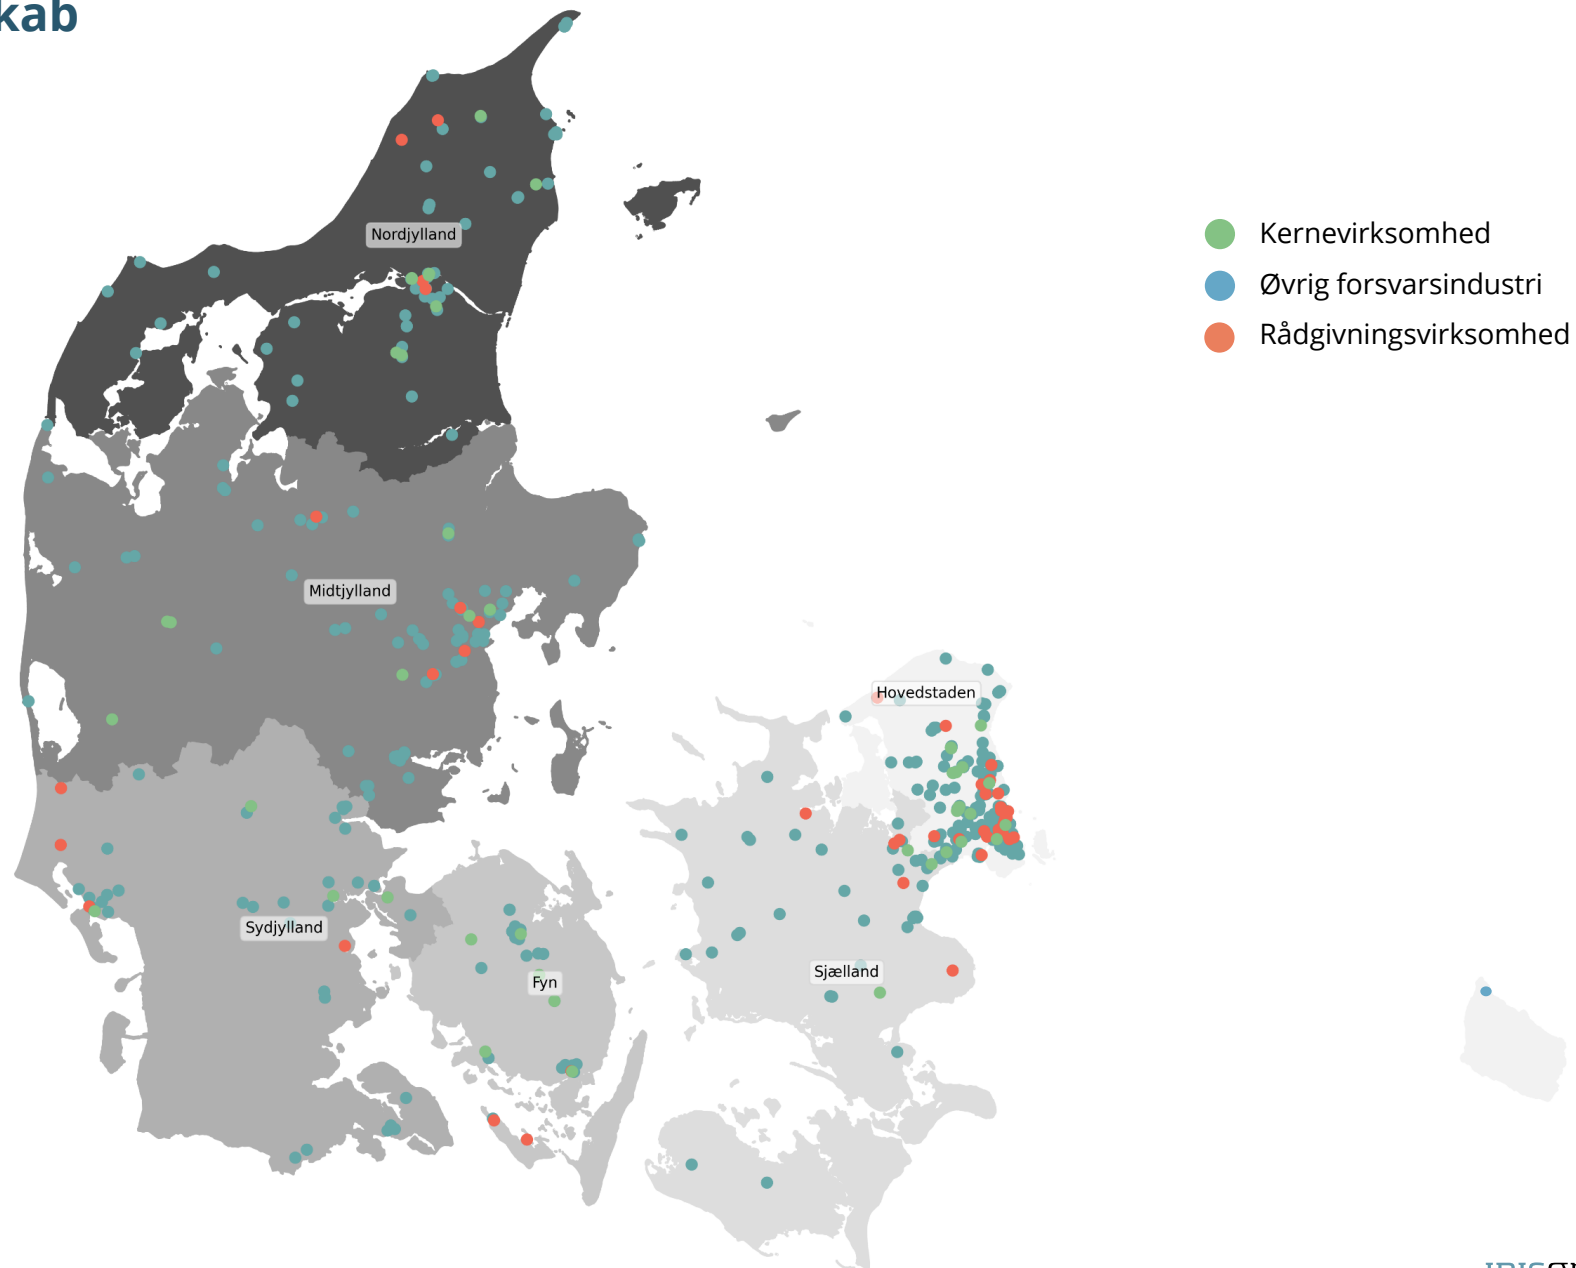 kab
Nordjylland
Kernevirksomhed
Øvrig forsvarsindustri
Rådgivningsvirksomhed
Midtjylland
Hovedstaden
Sydjylland
Fyn
Sjælland